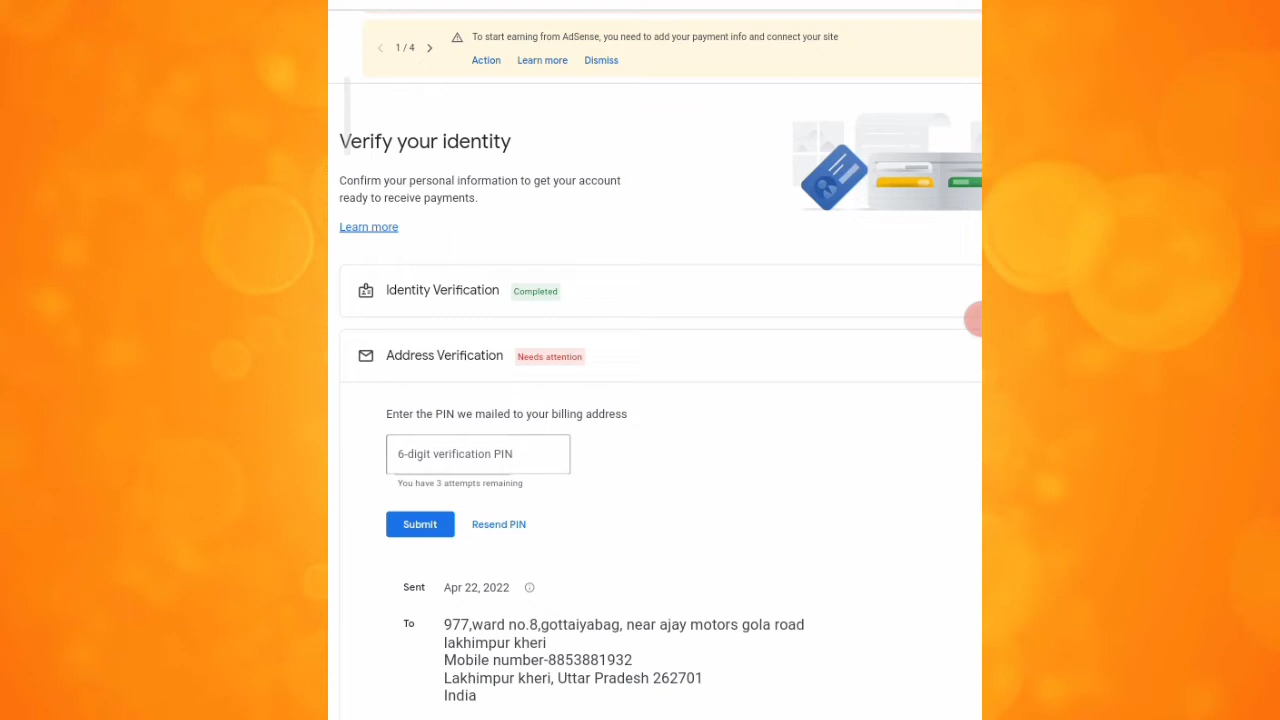 1 / 4
To start earning from AdSense, you need to add your payment info and connect your site
Action Learn more Dismiss
Verify your identity
Confirm your personal information to get your account
ready to receive payments.
Learn more
Identity Verification Completed
Address Verification Needs attention
Enter the PIN we mailed to your billing address
6-digit verification PIN
You have 3 attempts remaining
Submit Resend PIN
Sent Apr 22, 2022
To 977,ward no.8,gottaiyabag, near ajay motors gola road
lakhimpur kheri
Mobile number-8853881932
Lakhimpur kheri, Uttar Pradesh 262701
India